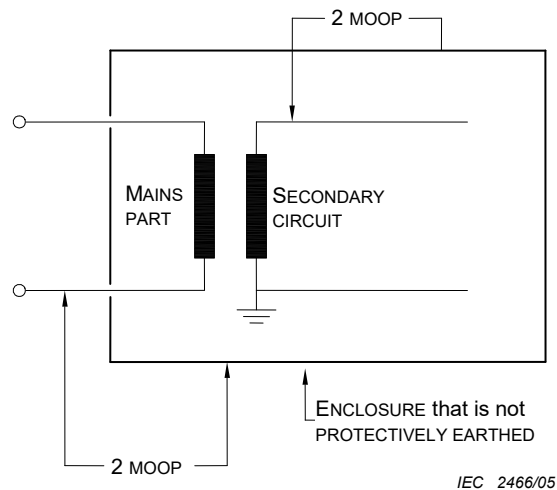 2 MOOP
MAINS
PART
SECONDARY
CIRCUIT
ENCLOSURE that is not
PROTECTIVELY EARTHED
2 MOOP
IEC 2466/05